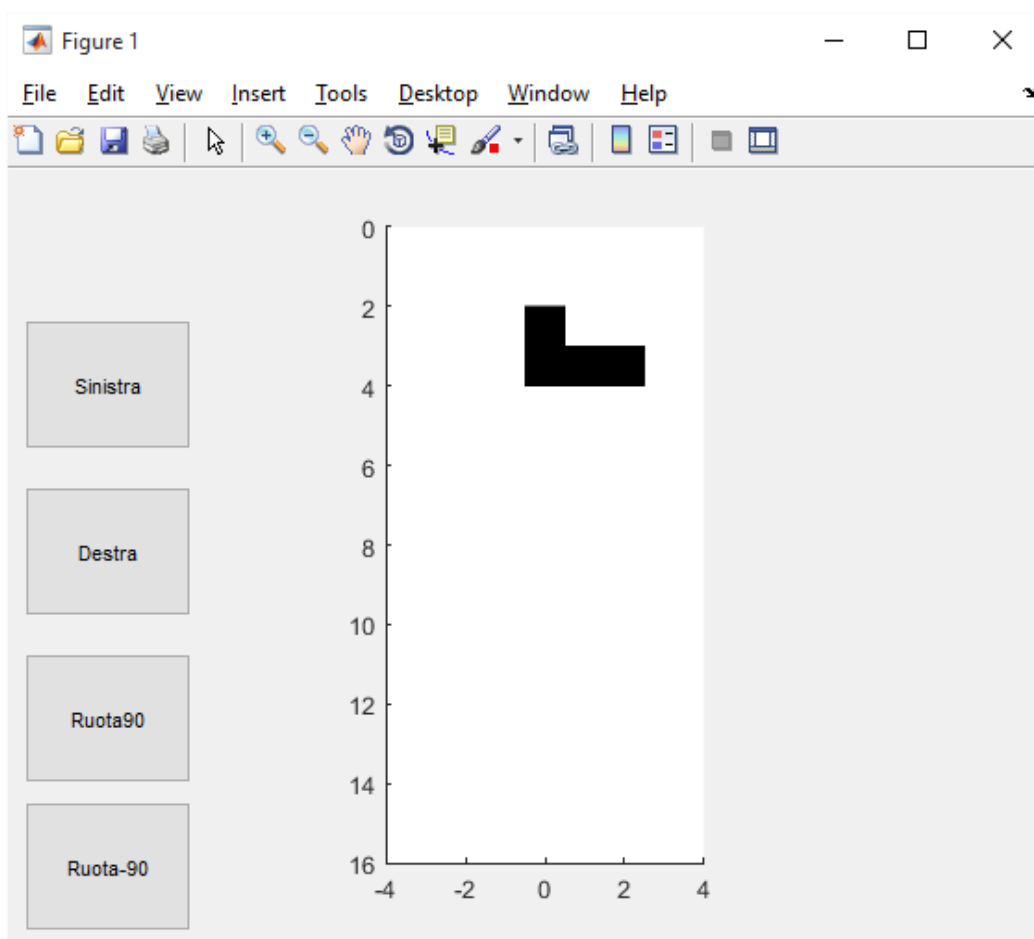 Figure 1
File Edit View Insert Tools Desktop Window Help
0
2
Sinistra
4
6
Destra
8
10
Ruota90
12
14
Ruota-90
16
-4 -2 0 2 4